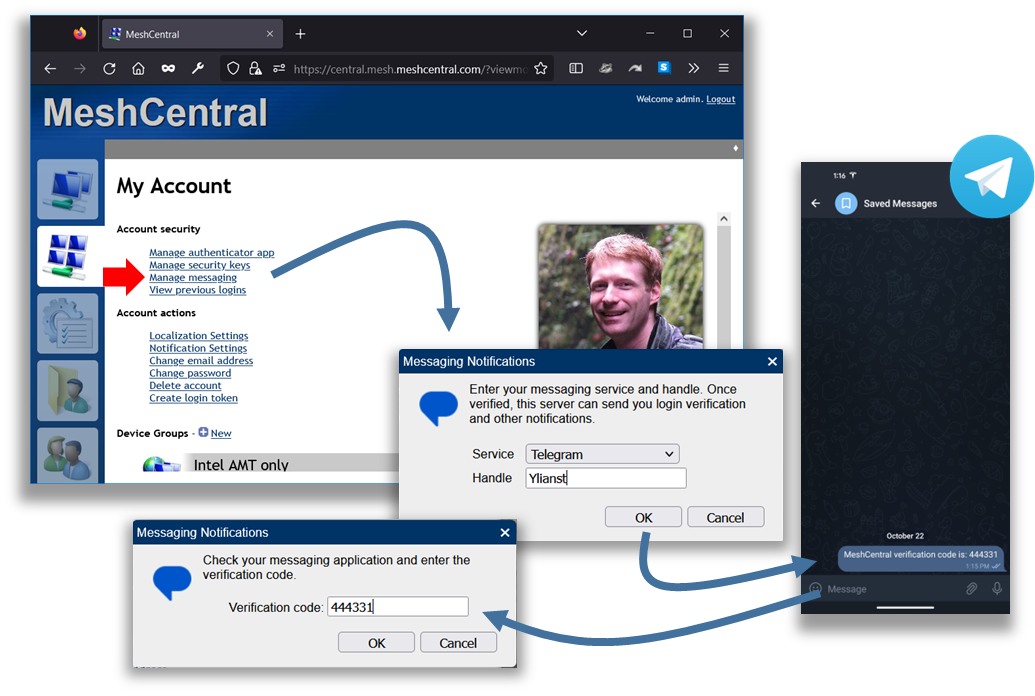 MeshCentral
https://central.mesh.meshcentral.com/?viewmo
S
MeshCentral
Welcome admin. Logout
My Account
Account security
Manage authenticator app
Manage security keys
Manage messaging
View previous logins
Account actions
Localization Settings
Notification Settings
Change email address
Change password
Delete account
Create login token
Device Groups - New
Intel AMT only
Messaging Notifications
Enter your messaging service and handle. Once
verified, this server can send you login verification
and other notifications.
Service Telegram
Handle Ylianst
OK Cancel
1:16
Saved Messages
October 22
MeshCentral verification code is: 444331
1:15 PM
Message
Messaging Notifications
Check your messaging application and enter the
verification code.
Verification code: 444331
OK Cancel